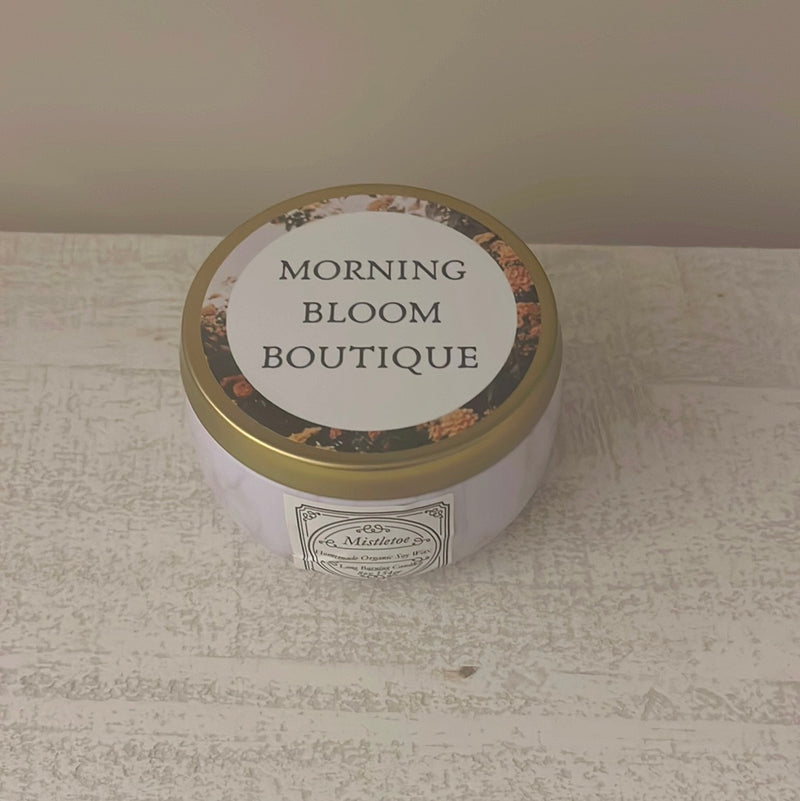 MORNING
BLOOM
BOUTIQUE
Mistletoe
Homemade Organic Soy Wax
Long Burning Candle